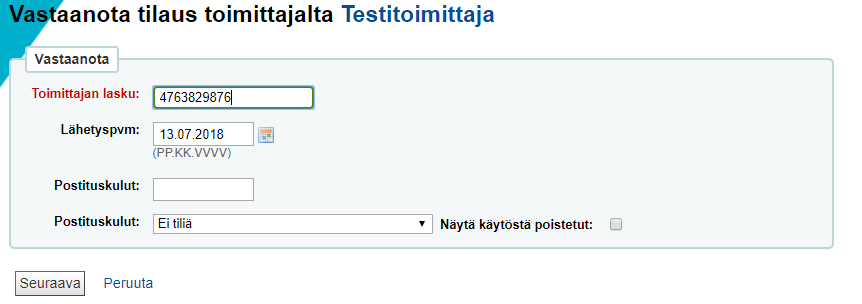 Vastaanota tilaus toimittajalta Testitoimittaja
Vastaanota
Toimittajan lasku: 4763829876
Lähetyspvm: 13.07.2018
(PP.KK.VVVV)
Postituskulut:
Postituskulut: Ei tiliä Näytä käytöstä poistetut:
Seuraava Peruuta